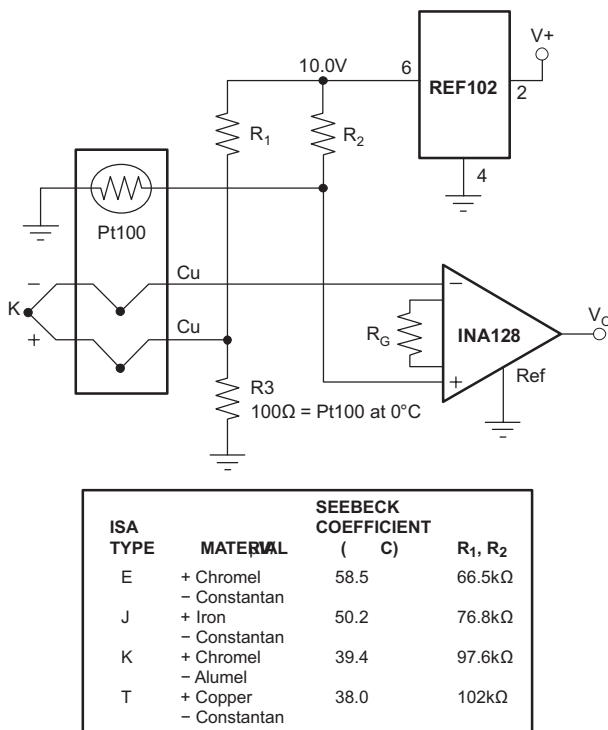 V+
10.0V
6
REF102
2
R1
R2
4
Pt100
−
Cu
K
Cu
+
−
VO
RG
INA128
+
Ref
R3
100Ω = Pt100 at 0°C
SEEBECK
ISA COEFFICIENT
TYPE ( C) R1, R2
E + Chromel 58.5 66.5kΩ
− Constantan
J + Iron 50.2 76.8kΩ
− Constantan
K + Chromel 39.4 97.6kΩ
− Alumel
T + Copper 38.0 102kΩ
− Constantan